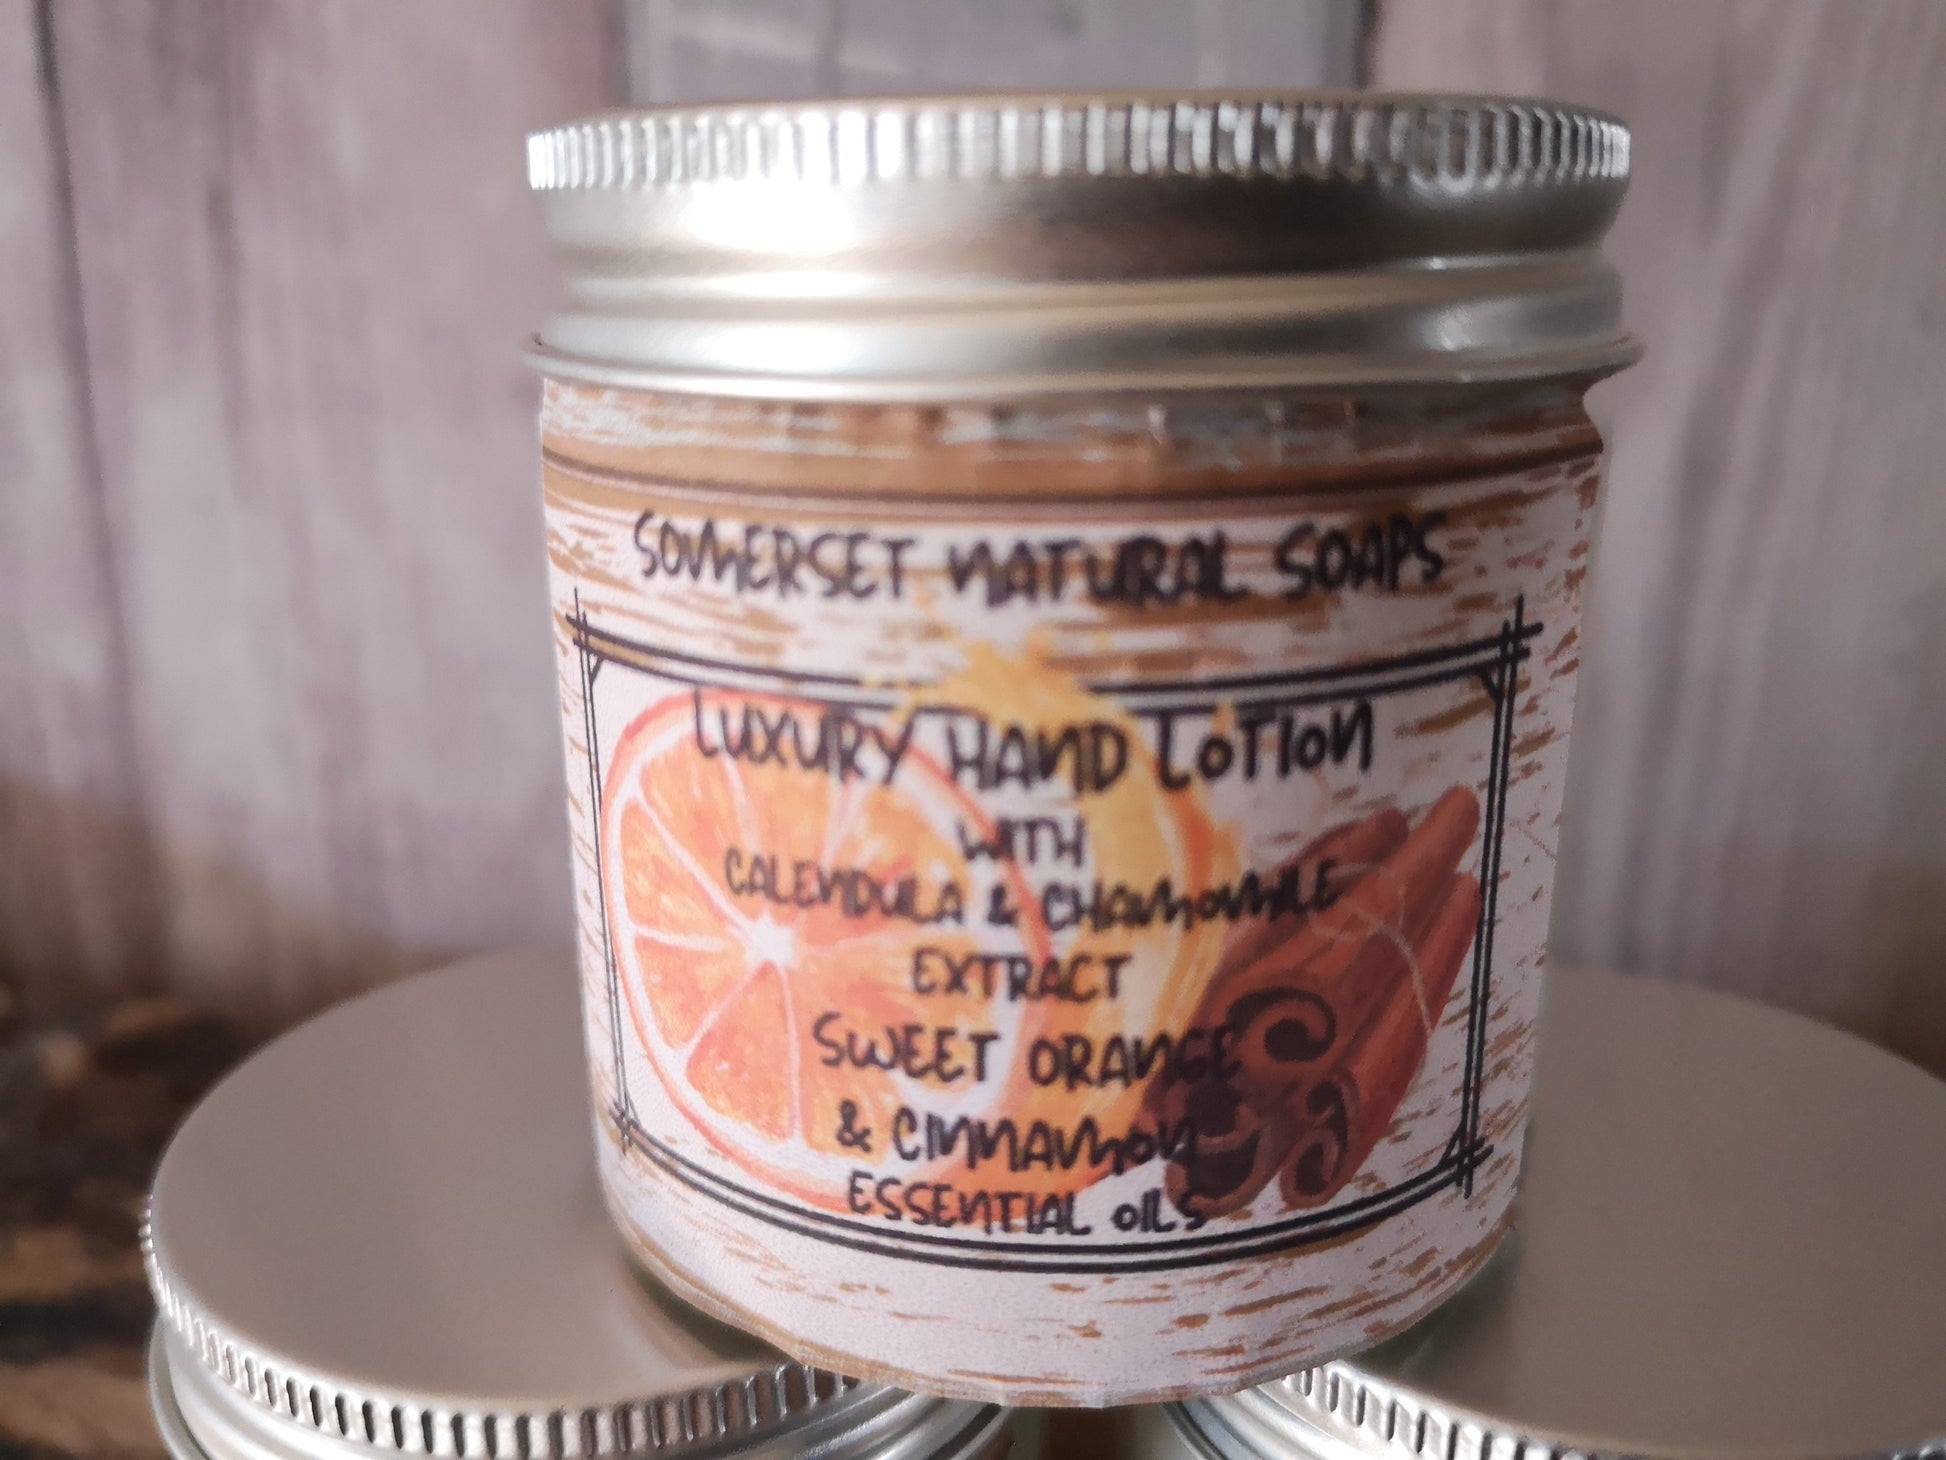 SOMERSET NATURAL SOAPS
LUXURY HAND LOTION
WITH
CALENDULA & CHAMOMILE
EXTRACT
SWEET ORANGE
& CINNAMON
ESSENTIAL OILS